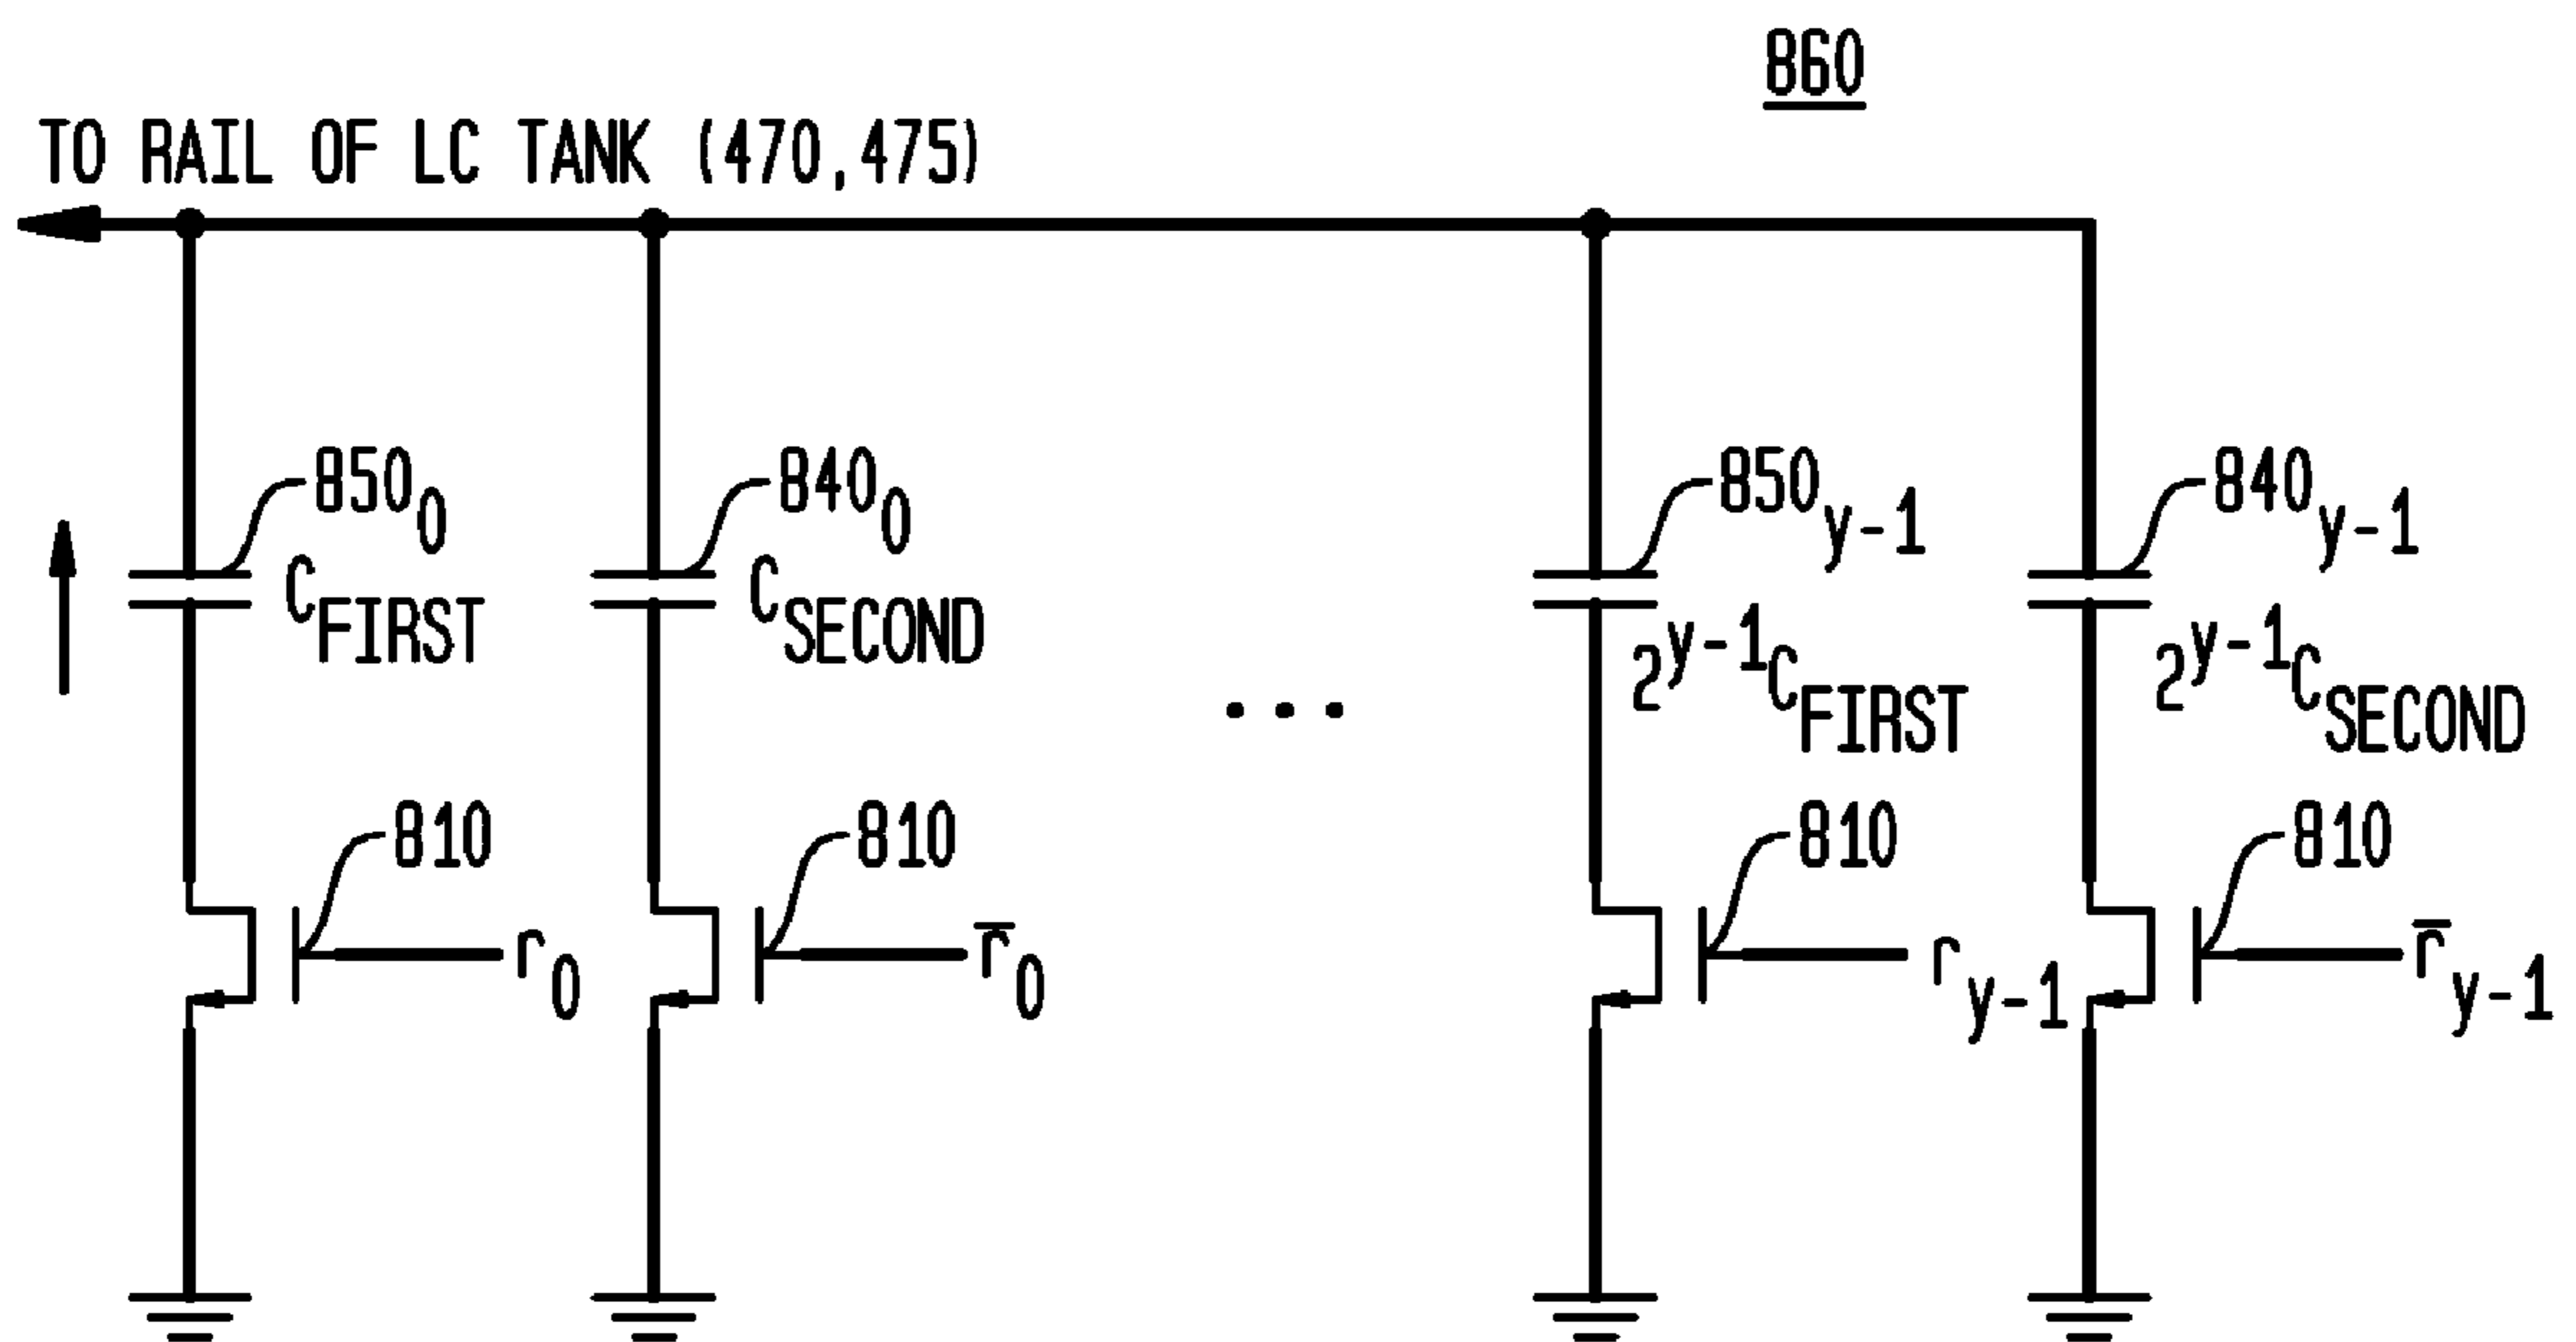 860
TO RAIL OF LC TANK (470,475)
850₀
C_FIRST
840₀
C_SECOND
850_y-1
2^y-1 C_FIRST
840_y-1
2^y-1 C_SECOND
...
810
r₀
810
r̅₀
810
r_y-1
810
r̅_y-1